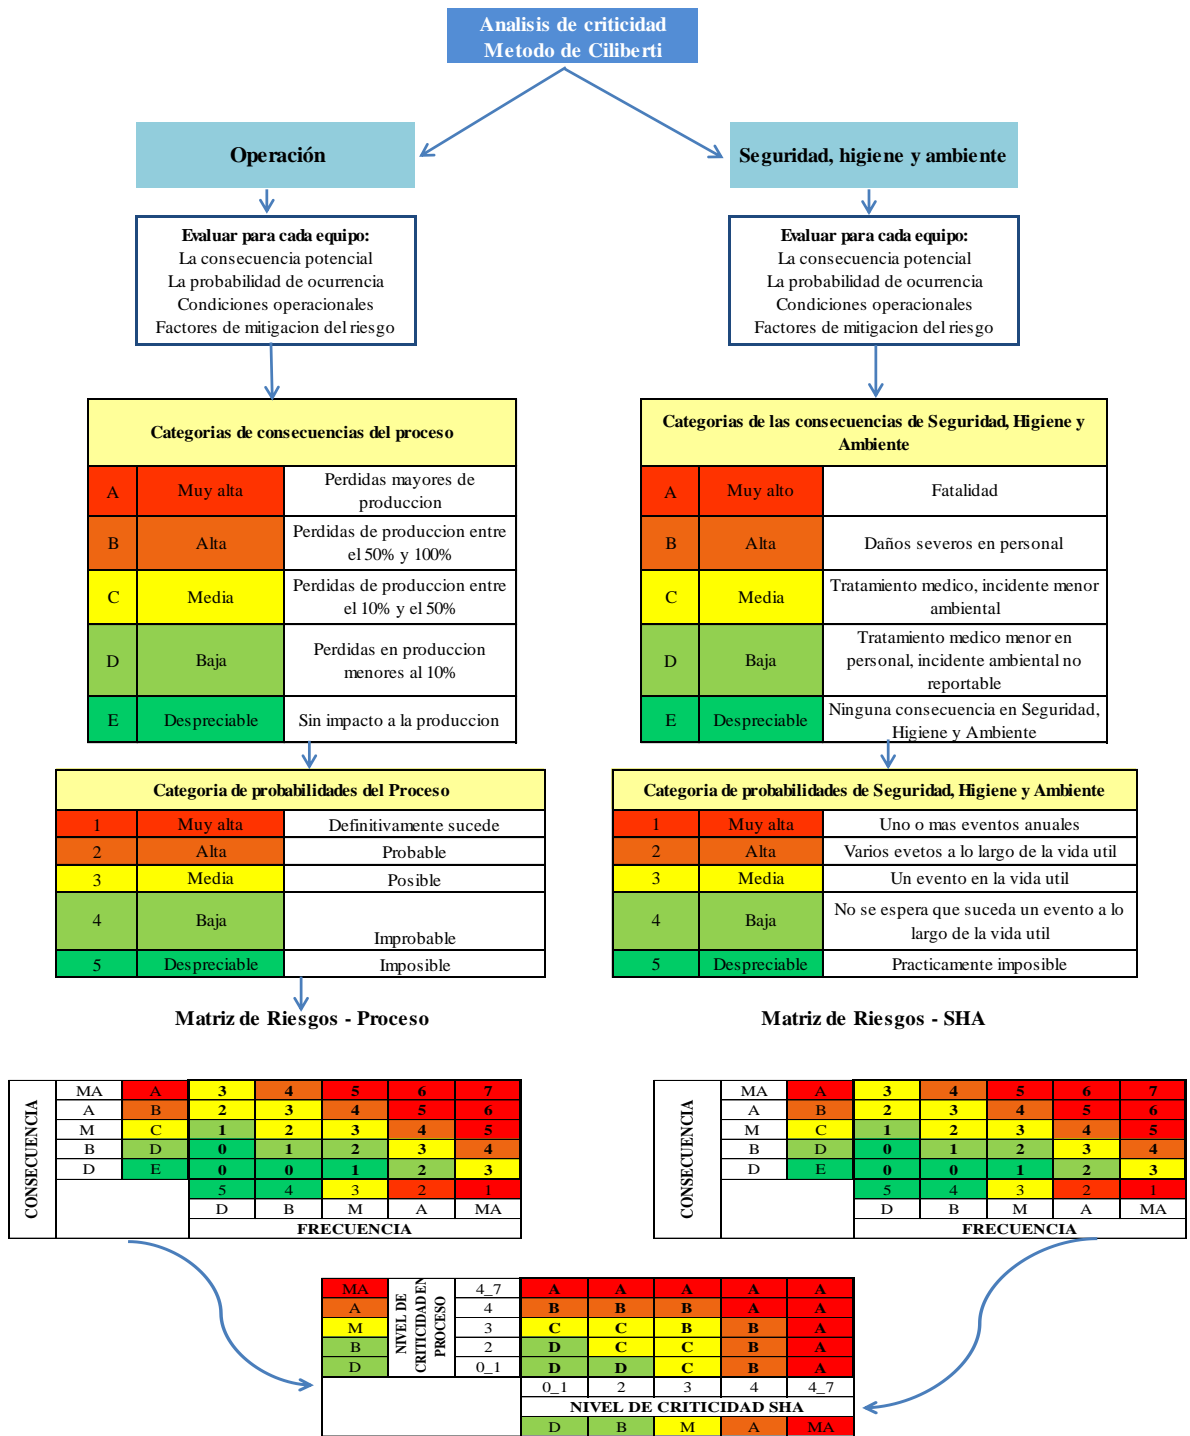 Analisis de criticidad
Metodo de Ciliberti
Operación
Evaluar para cada equipo:
La consecuencia potencial
La probabilidad de ocurrencia
Condiciones operacionales
Factores de mitigacion del riesgo
Categorias de consecuencias del proceso
A Muy alta Perdidas mayores de
produccion
B Alta Perdidas de produccion entre
el 50% y 100%
C Media Perdidas de produccion entre
el 10% y el 50%
D Baja Perdidas en produccion
menores al 10%
E Despreciable Sin impacto a la produccion
Categoria de probabilidades del Proceso
1 Muy alta Definitivamente sucede
2 Alta Probable
3 Media Posible
4 Baja Improbable
5 Despreciable Imposible
Matriz de Riesgos - Proceso
CONSECUENCIA
MA A 3 4 5 6 7
A B 2 3 4 5 6
M C 1 2 3 4 5
B D 0 1 2 3 4
D E 0 0 1 2 3
5 4 3 2 1
D B M A MA
FRECUENCIA
Seguridad, higiene y ambiente
Evaluar para cada equipo:
La consecuencia potencial
La probabilidad de ocurrencia
Condiciones operacionales
Factores de mitigacion del riesgo
Categorias de las consecuencias de Seguridad, Higiene y
Ambiente
A Muy alto Fatalidad
B Alta Daños severos en personal
C Media Tratamiento medico, incidente menor
ambiental
D Baja Tratamiento medico menor en
personal, incidente ambiental no
reportable
E Despreciable Ninguna consecuencia en Seguridad,
Higiene y Ambiente
Categoria de probabilidades de Seguridad, Higiene y Ambiente
1 Muy alta Uno o mas eventos anuales
2 Alta Varios evetos a lo largo de la vida util
3 Media Un evento en la vida util
4 Baja No se espera que suceda un evento a lo
largo de la vida util
5 Despreciable Practicamente imposible
Matriz de Riesgos - SHA
CONSECUENCIA
MA A 3 4 5 6 7
A B 2 3 4 5 6
M C 1 2 3 4 5
B D 0 1 2 3 4
D E 0 0 1 2 3
5 4 3 2 1
D B M A MA
FRECUENCIA
NIVEL DE
CRITICIDAD EN
PROCESO
MA 4_7 A A A A A
A 4 B B B A A
M 3 C C B B A
B 2 D C C B A
D 0_1 D D C B A
0_1 2 3 4 4_7
NIVEL DE CRITICIDAD SHA
D B M A MA